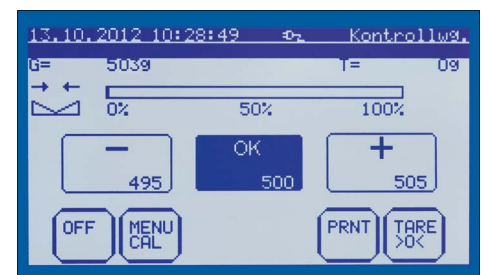 13.10.2012 10:28:49 Kontrollwg.
G= 503g T= 0g
0% 50% 100%
− OK +
495 500 505
OFF MENU CAL PRNT TARE >0<